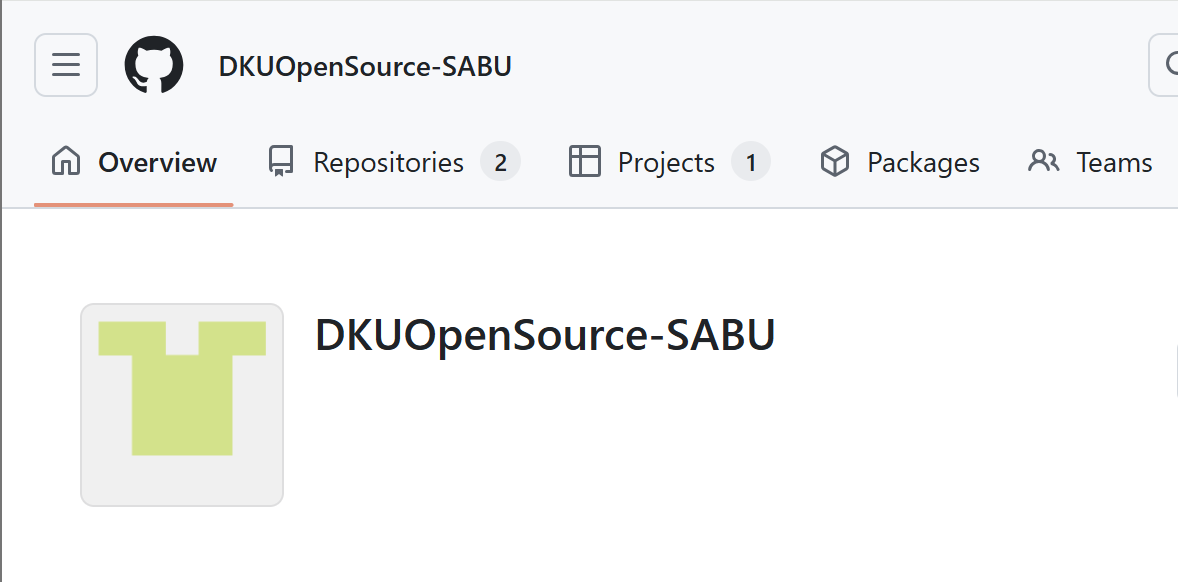 DKUOpenSource-SABU
Overview Repositories 2 Projects 1 Packages Teams
DKUOpenSource-SABU